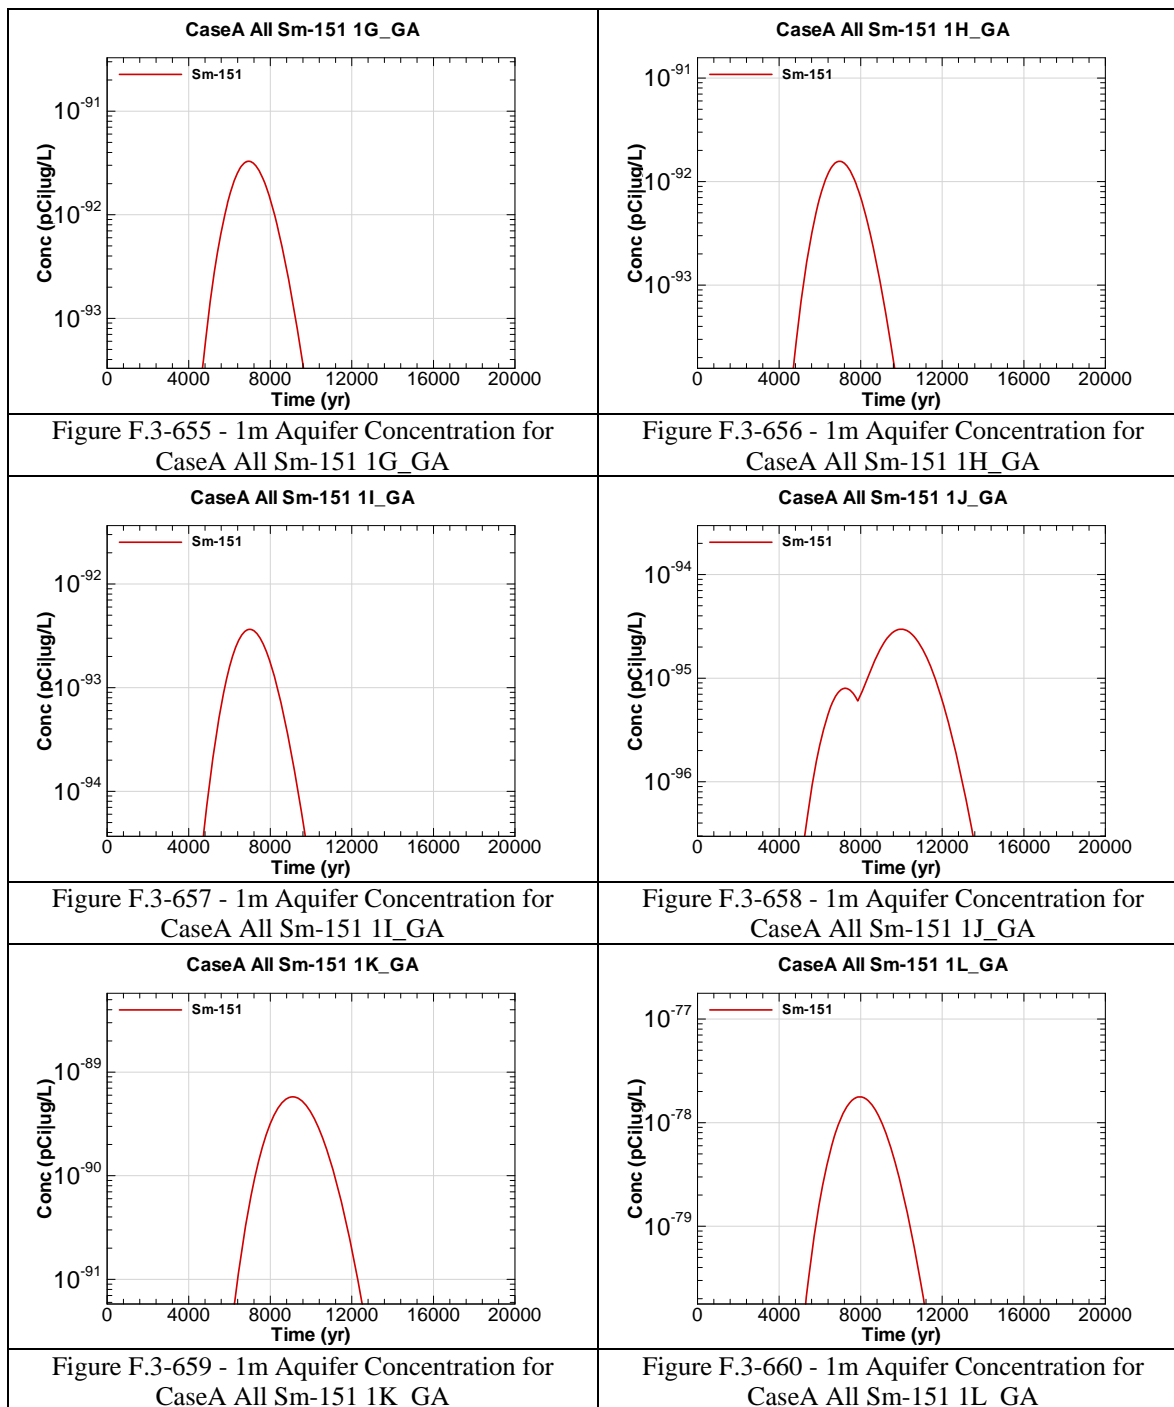 CaseA All Sm-151 1G_GA
Sm-151
10-91
10-92
10-93
Conc (pCi|ug/L)
0 4000 8000 12000 16000 20000
Time (yr)
Figure F.3-655 - 1m Aquifer Concentration for
CaseA All Sm-151 1G_GA
CaseA All Sm-151 1H_GA
Sm-151
10-91
10-92
10-93
Conc (pCi|ug/L)
0 4000 8000 12000 16000 20000
Time (yr)
Figure F.3-656 - 1m Aquifer Concentration for
CaseA All Sm-151 1H_GA
CaseA All Sm-151 1I_GA
Sm-151
10-92
10-93
10-94
Conc (pCi|ug/L)
0 4000 8000 12000 16000 20000
Time (yr)
Figure F.3-657 - 1m Aquifer Concentration for
CaseA All Sm-151 1I_GA
CaseA All Sm-151 1J_GA
Sm-151
10-94
10-95
10-96
Conc (pCi|ug/L)
0 4000 8000 12000 16000 20000
Time (yr)
Figure F.3-658 - 1m Aquifer Concentration for
CaseA All Sm-151 1J_GA
CaseA All Sm-151 1K_GA
Sm-151
10-89
10-90
10-91
Conc (pCi|ug/L)
0 4000 8000 12000 16000 20000
Time (yr)
Figure F.3-659 - 1m Aquifer Concentration for
CaseA All Sm-151 1K_GA
CaseA All Sm-151 1L_GA
Sm-151
10-77
10-78
10-79
Conc (pCi|ug/L)
0 4000 8000 12000 16000 20000
Time (yr)
Figure F.3-660 - 1m Aquifer Concentration for
CaseA All Sm-151 1L_GA